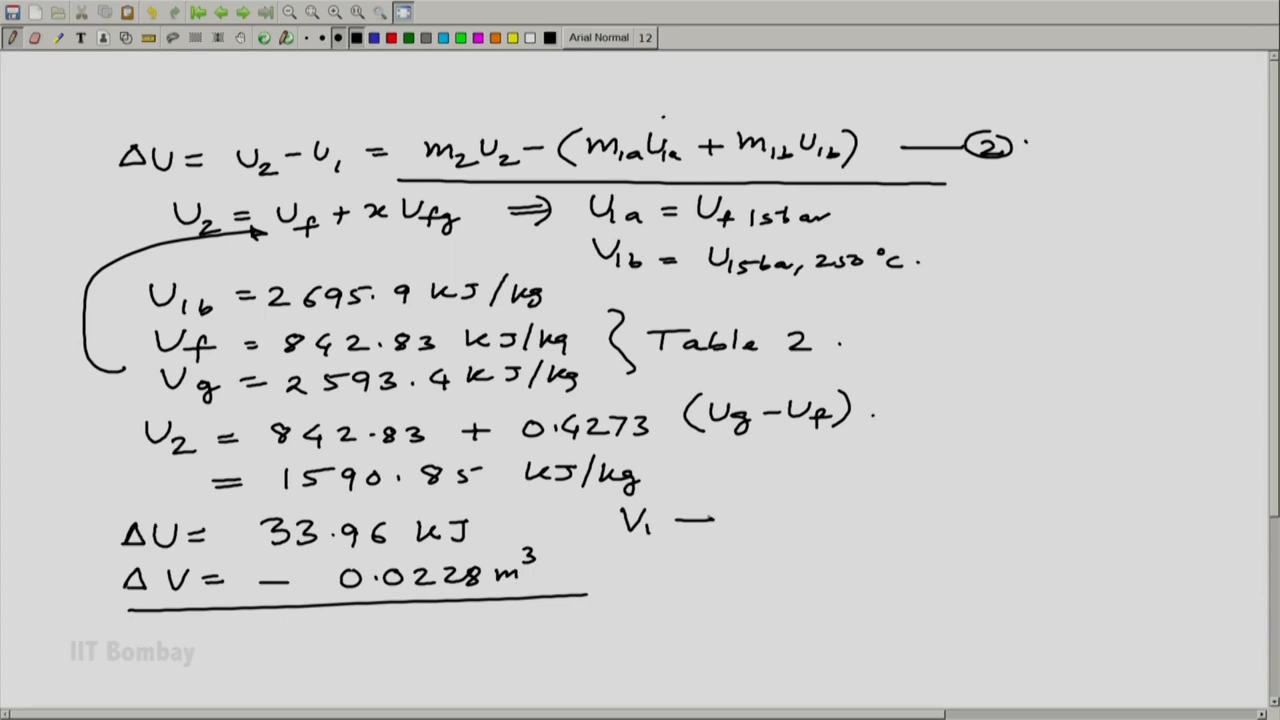 Arial Normal 12
ΔU = U₂ - U₁ = m₂U₂ - (m₁ₐU₁ₐ + m₁bU₁b) —— ②.
U₂ = Uf + x Ufg ⇒ U₁a = Uf 15 bar
U₁b = U15ba, 250 °C.
U₁b = 2695.9 kJ/kg
Uf = 842.83 kJ/kg } Table 2.
Ug = 2593.4 kJ/kg
U₂ = 842.83 + 0.4273 (Ug - Uf).
= 1590.85 kJ/kg
ΔU = 33.96 kJ V₁ —
ΔV = - 0.0228 m³
IIT Bombay